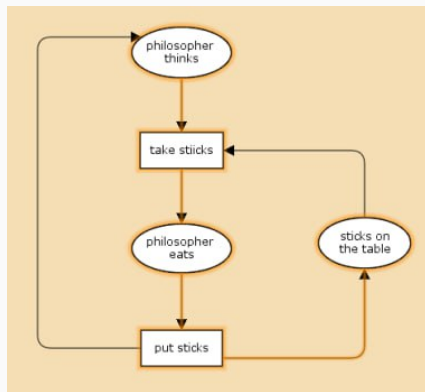 philosopher
thinks
take stiicks
philosopher
eats
sticks on
the table
put sticks